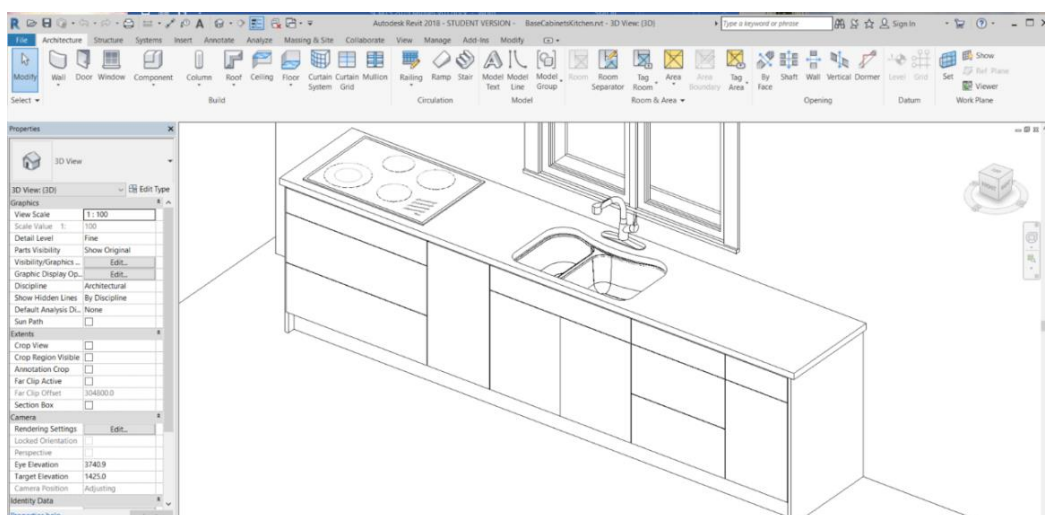 Autodesk Revit 2018 - STUDENT VERSION - BaseCabinetsKitchen.rvt - 3D View: {3D}
Type a keyword or phrase
Sign In
File Architecture Structure Systems Insert Annotate Analyze Massing & Site Collaborate View Manage Add-Ins Modify
Modify Wall Door Window Component Column Roof Ceiling Floor Curtain System Curtain Grid Mullion Railing Ramp Stair Model Text Model Line Model Group Room Room Separator Tag Room Area Area Boundary Tag Area By Face Shaft Wall Vertical Dormer Level Grid Set Show Ref Plane Viewer
Select Build Circulation Model Room & Area Opening Datum Work Plane
Properties
3D View
3D View: {3D} Edit Type
Graphics
View Scale 1 : 100
Scale Value 1: 100
Detail Level Fine
Parts Visibility Show Original
Visibility/Graphics ... Edit...
Graphic Display Op... Edit...
Discipline Architectural
Show Hidden Lines By Discipline
Default Analysis Di... None
Sun Path
Extents
Crop View
Crop Region Visible
Annotation Crop
Far Clip Active
Far Clip Offset 304800.0
Section Box
Camera
Rendering Settings Edit...
Locked Orientation
Perspective
Eye Elevation 3740.9
Target Elevation 1425.0
Camera Position Adjusting
Identity Data
Properties help